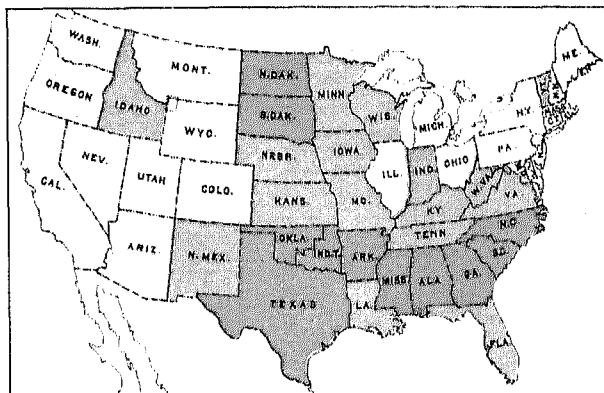 WASH.
ME.
MONT.
N.DAK.
MINN.
OREGON
IDAHO
S.DAK.
WIS.
MICH.
N.Y.
WYO.
IOWA
PA.
NEBR.
NEV.
UTAH
ILL.
IND.
OHIO
COLO.
W.VA.
CAL.
KANS.
MO.
KY.
VA.
TENN.
N.C.
OKLA.
ARIZ.
N.MEX.
IND.T.
ARK.
S.C.
MISS.
ALA.
GA.
TEXAS
LA.
FLA.